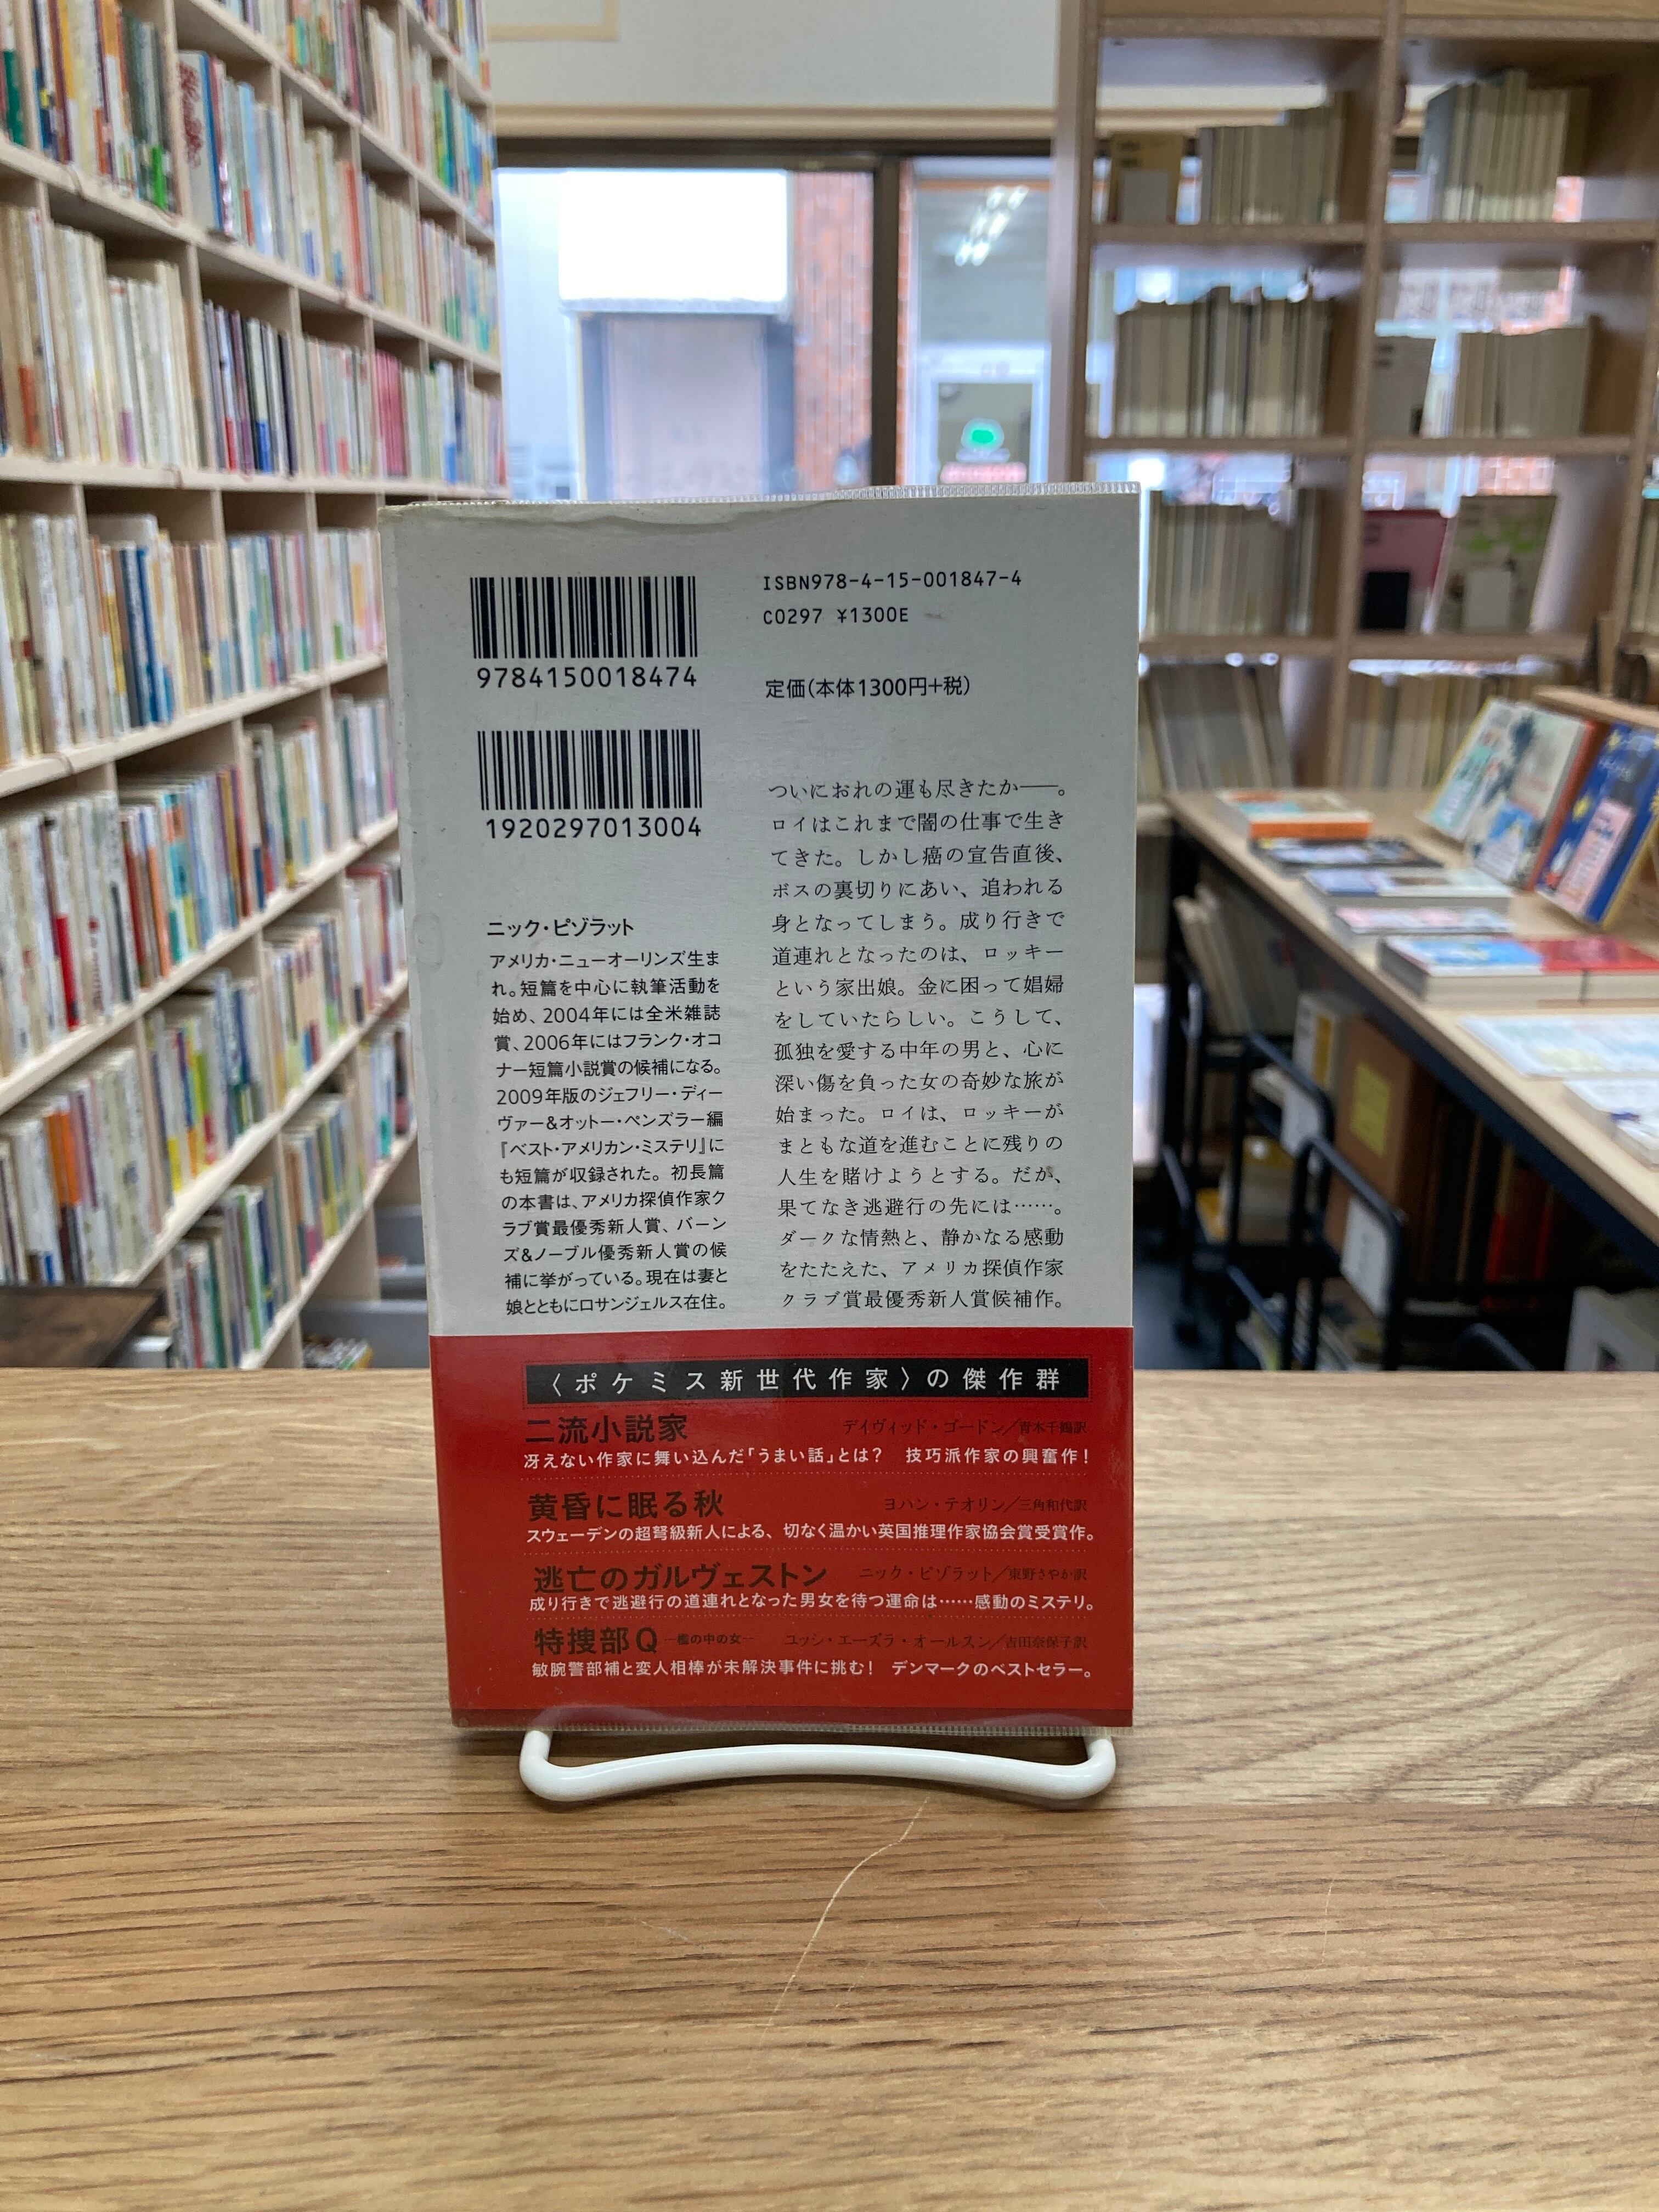 ISBN978-4-15-001847-4
C0297 ¥1300E
定価(本体1300円+税)
9784150018474
1920297013004
ついにおれの運も尽きたか――。
ロイはこれまで闇の仕事で生き
てきた。しかし癌の宣告直後、
ボスの裏切りにあい、追われる
身となってしまう。成り行きで
道連れとなったのは、ロッキー
という家出娘。金に困って娼婦
をしていたらしい。こうして、
孤独を愛する中年の男と、心に
深い傷を負った女の奇妙な旅が
始まった。ロイは、ロッキーが
まともな道を進むことに残りの
人生を賭けようとする。だが、
果てなき逃避行の先には……。
ダークな情熱と、静かなる感動
をたたえた、アメリカ探偵作家
クラブ賞最優秀新人賞候補作。
ニック・ピゾラット
アメリカ・ニューオーリンズ生ま
れ。短篇を中心に執筆活動を
始め、2004年には全米雑誌
賞、2006年にはフランク・オコ
ナー短篇小説賞の候補になる。
2009年版のジェフリー・ディー
ヴァー&オットー・ペンズラー編
『ベスト・アメリカン・ミステリ』に
も短篇が収録された。初長篇
の本書は、アメリカ探偵作家ク
ラブ賞最優秀新人賞、バーン
ズ&ノーブル優秀新人賞の候
補に挙がっている。現在は妻と
娘とともにロサンジェルス在住。
〈ポケミス新世代作家〉の傑作群
二流小説家 デイヴィッド・ゴードン/青木千鶴訳
冴えない作家に舞い込んだ「うまい話」とは? 技巧派作家の興奮作!
黄昏に眠る秋 ヨハン・テオリン/三角和代訳
スウェーデンの超弩級新人による、切なく温かい英国推理作家協会賞受賞作。
逃亡のガルヴェストン ニック・ピゾラット/東野さやか訳
成り行きで逃避行の道連れとなった男女を待つ運命は……感動のミステリ。
特捜部Q ―檻の中の女― ユッシ・エーズラ・オールスン/吉田奈保子訳
敏腕警部補と変人相棒が未解決事件に挑む! デンマークのベストセラー。